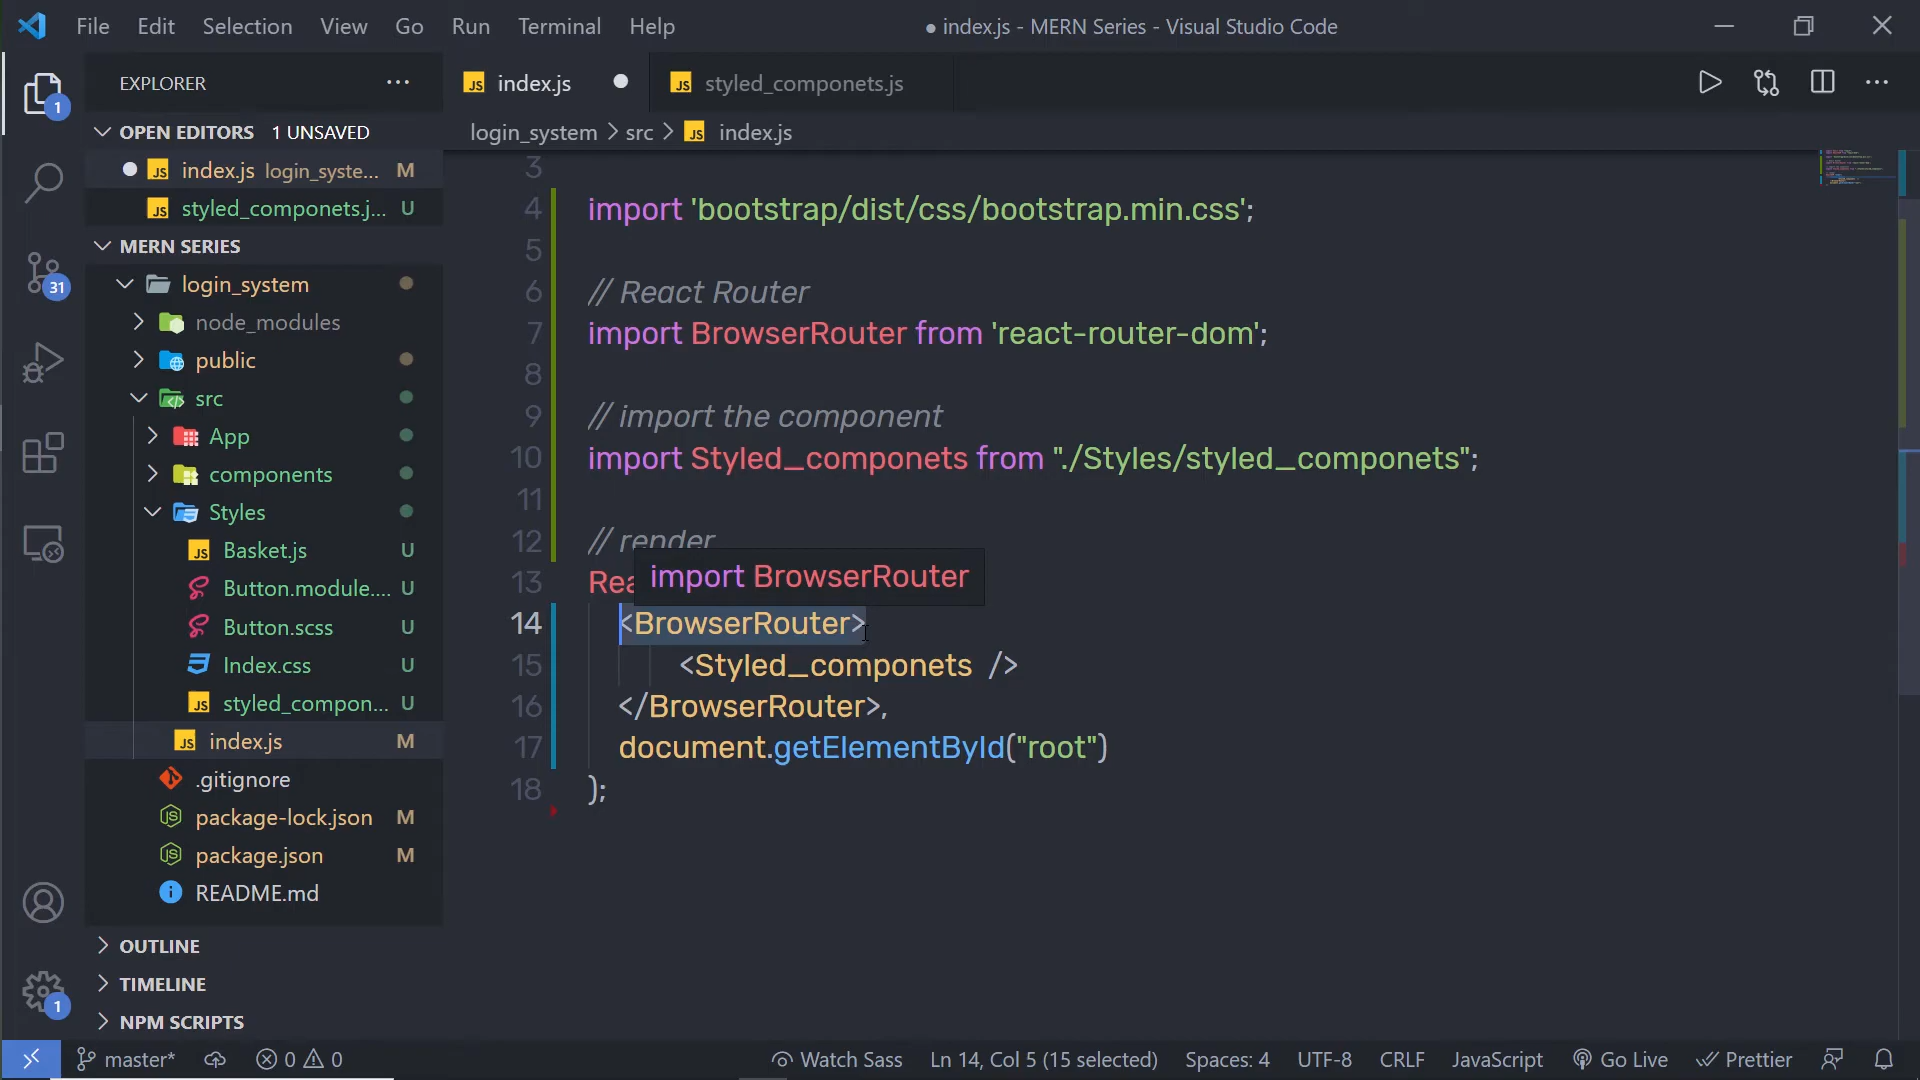 File Edit Selection View Go Run Terminal Help
● index.js - MERN Series - Visual Studio Code
EXPLORER
index.js
styled_componets.js
OPEN EDITORS 1 UNSAVED
login_system > src > index.js
index.js login_syste... M
styled_componets.j... U
MERN SERIES
login_system
node_modules
public
src
App
components
Styles
Basket.js U
Button.module.... U
Button.scss U
Index.css U
styled_compon... U
index.js M
.gitignore
package-lock.json M
package.json M
README.md
OUTLINE
TIMELINE
NPM SCRIPTS
1
31
1
3
4 import 'bootstrap/dist/css/bootstrap.min.css';
5
6 // React Router
7 import BrowserRouter from 'react-router-dom';
8
9 // import the component
10 import Styled_componets from "./Styles/styled_componets";
11
12 // render
import BrowserRouter
13 Rea
14 <BrowserRouter>
15 <Styled_componets />
16 </BrowserRouter>,
17 document.getElementById("root")
18 );
master* 0 0 Watch Sass Ln 14, Col 5 (15 selected) Spaces: 4 UTF-8 CRLF JavaScript Go Live Prettier